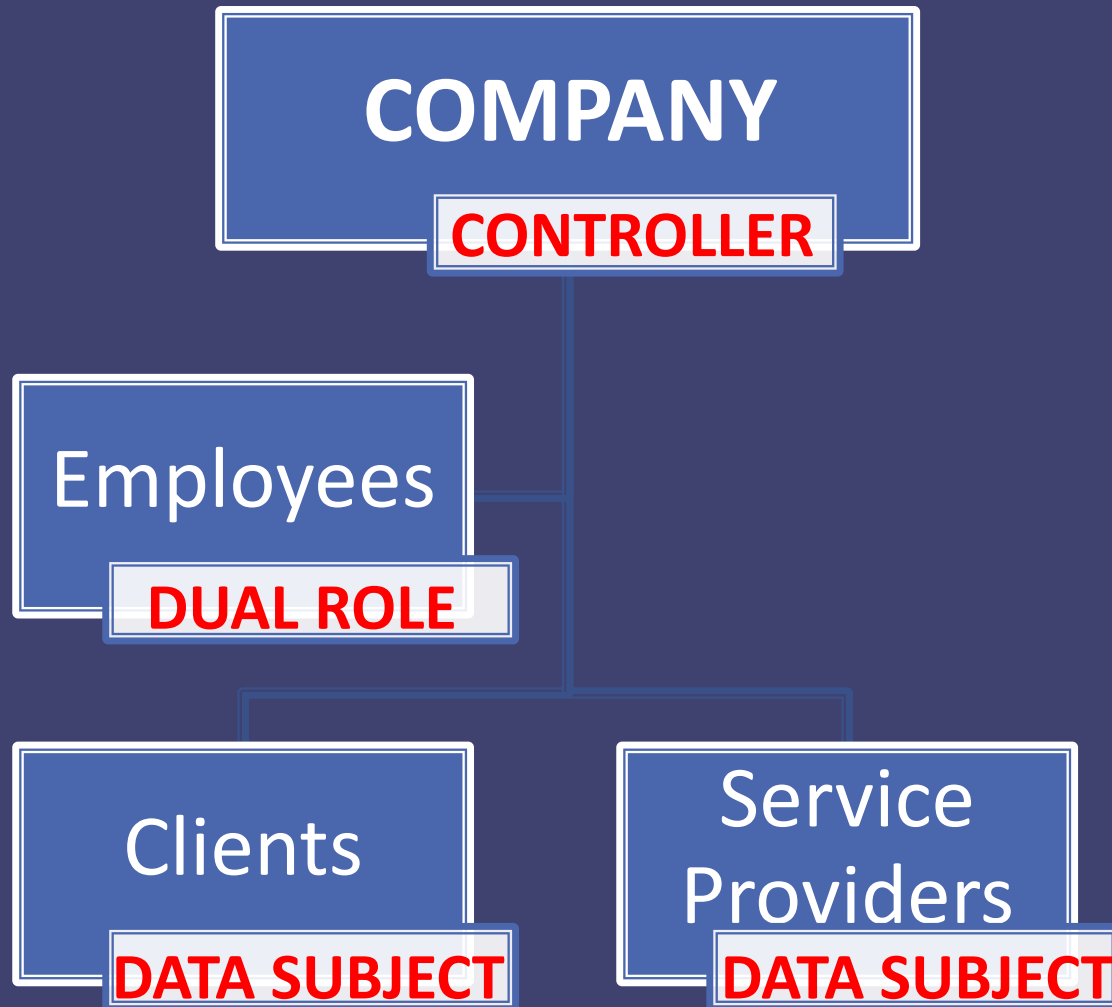 COMPANY
CONTROLLER
Employees
DUAL ROLE
Clients
DATA SUBJECT
Service
Providers
DATA SUBJECT